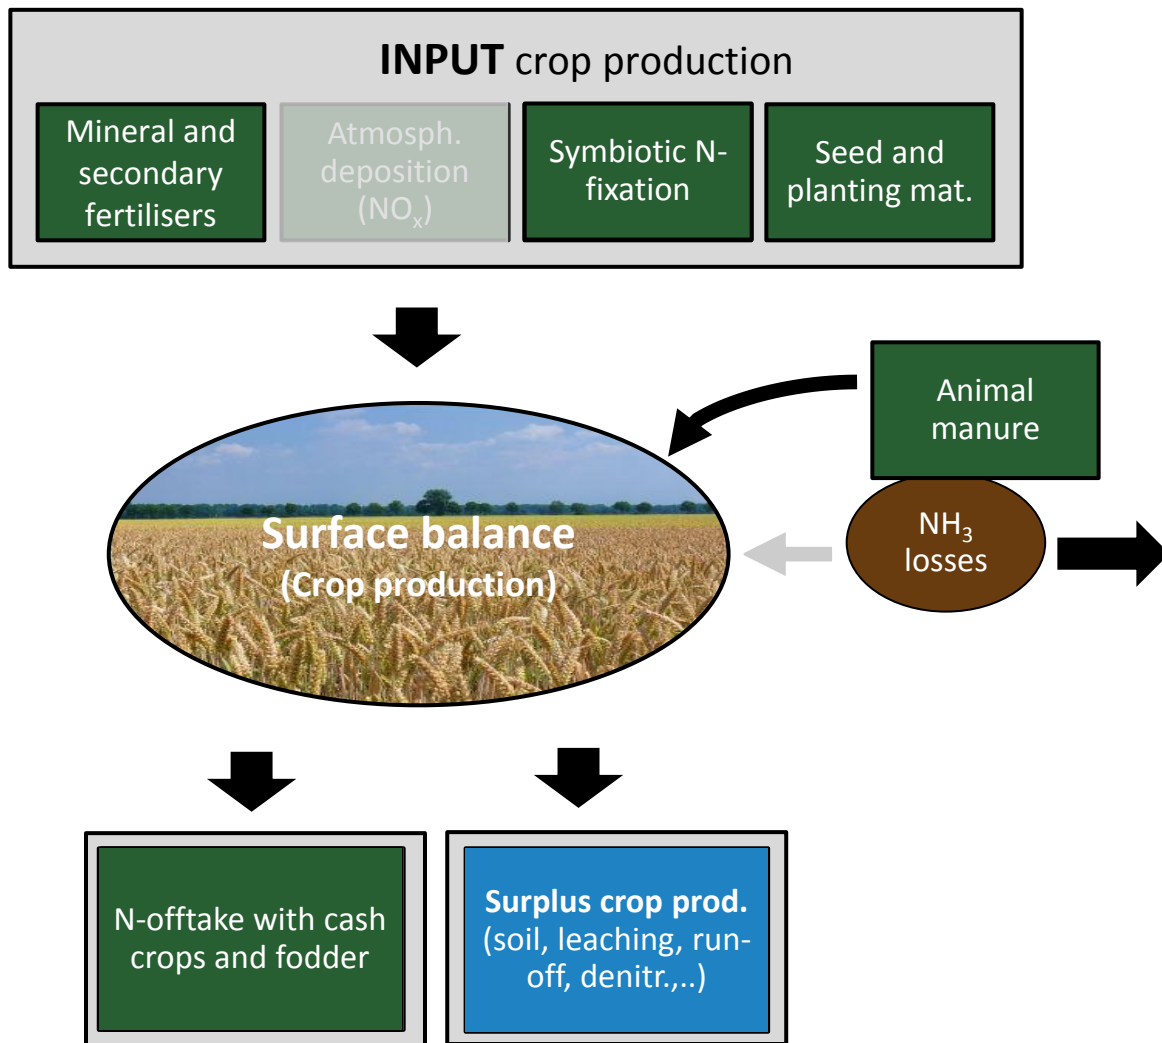 INPUT crop production
Mineral and
secondary
fertilisers
Atmosph.
deposition
(NOₓ)
Symbiotic N-
fixation
Seed and
planting mat.
Animal
manure
Surface balance
(Crop production)
NH₃
losses
N-offtake with cash
crops and fodder
Surplus crop prod.
(soil, leaching, run-
off, denitr.,..)